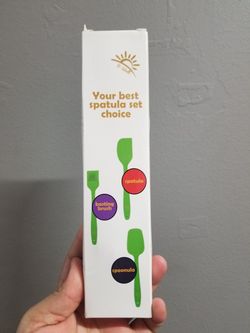 Your best
spatula set
choice
spatula
basting
brush
spoonula